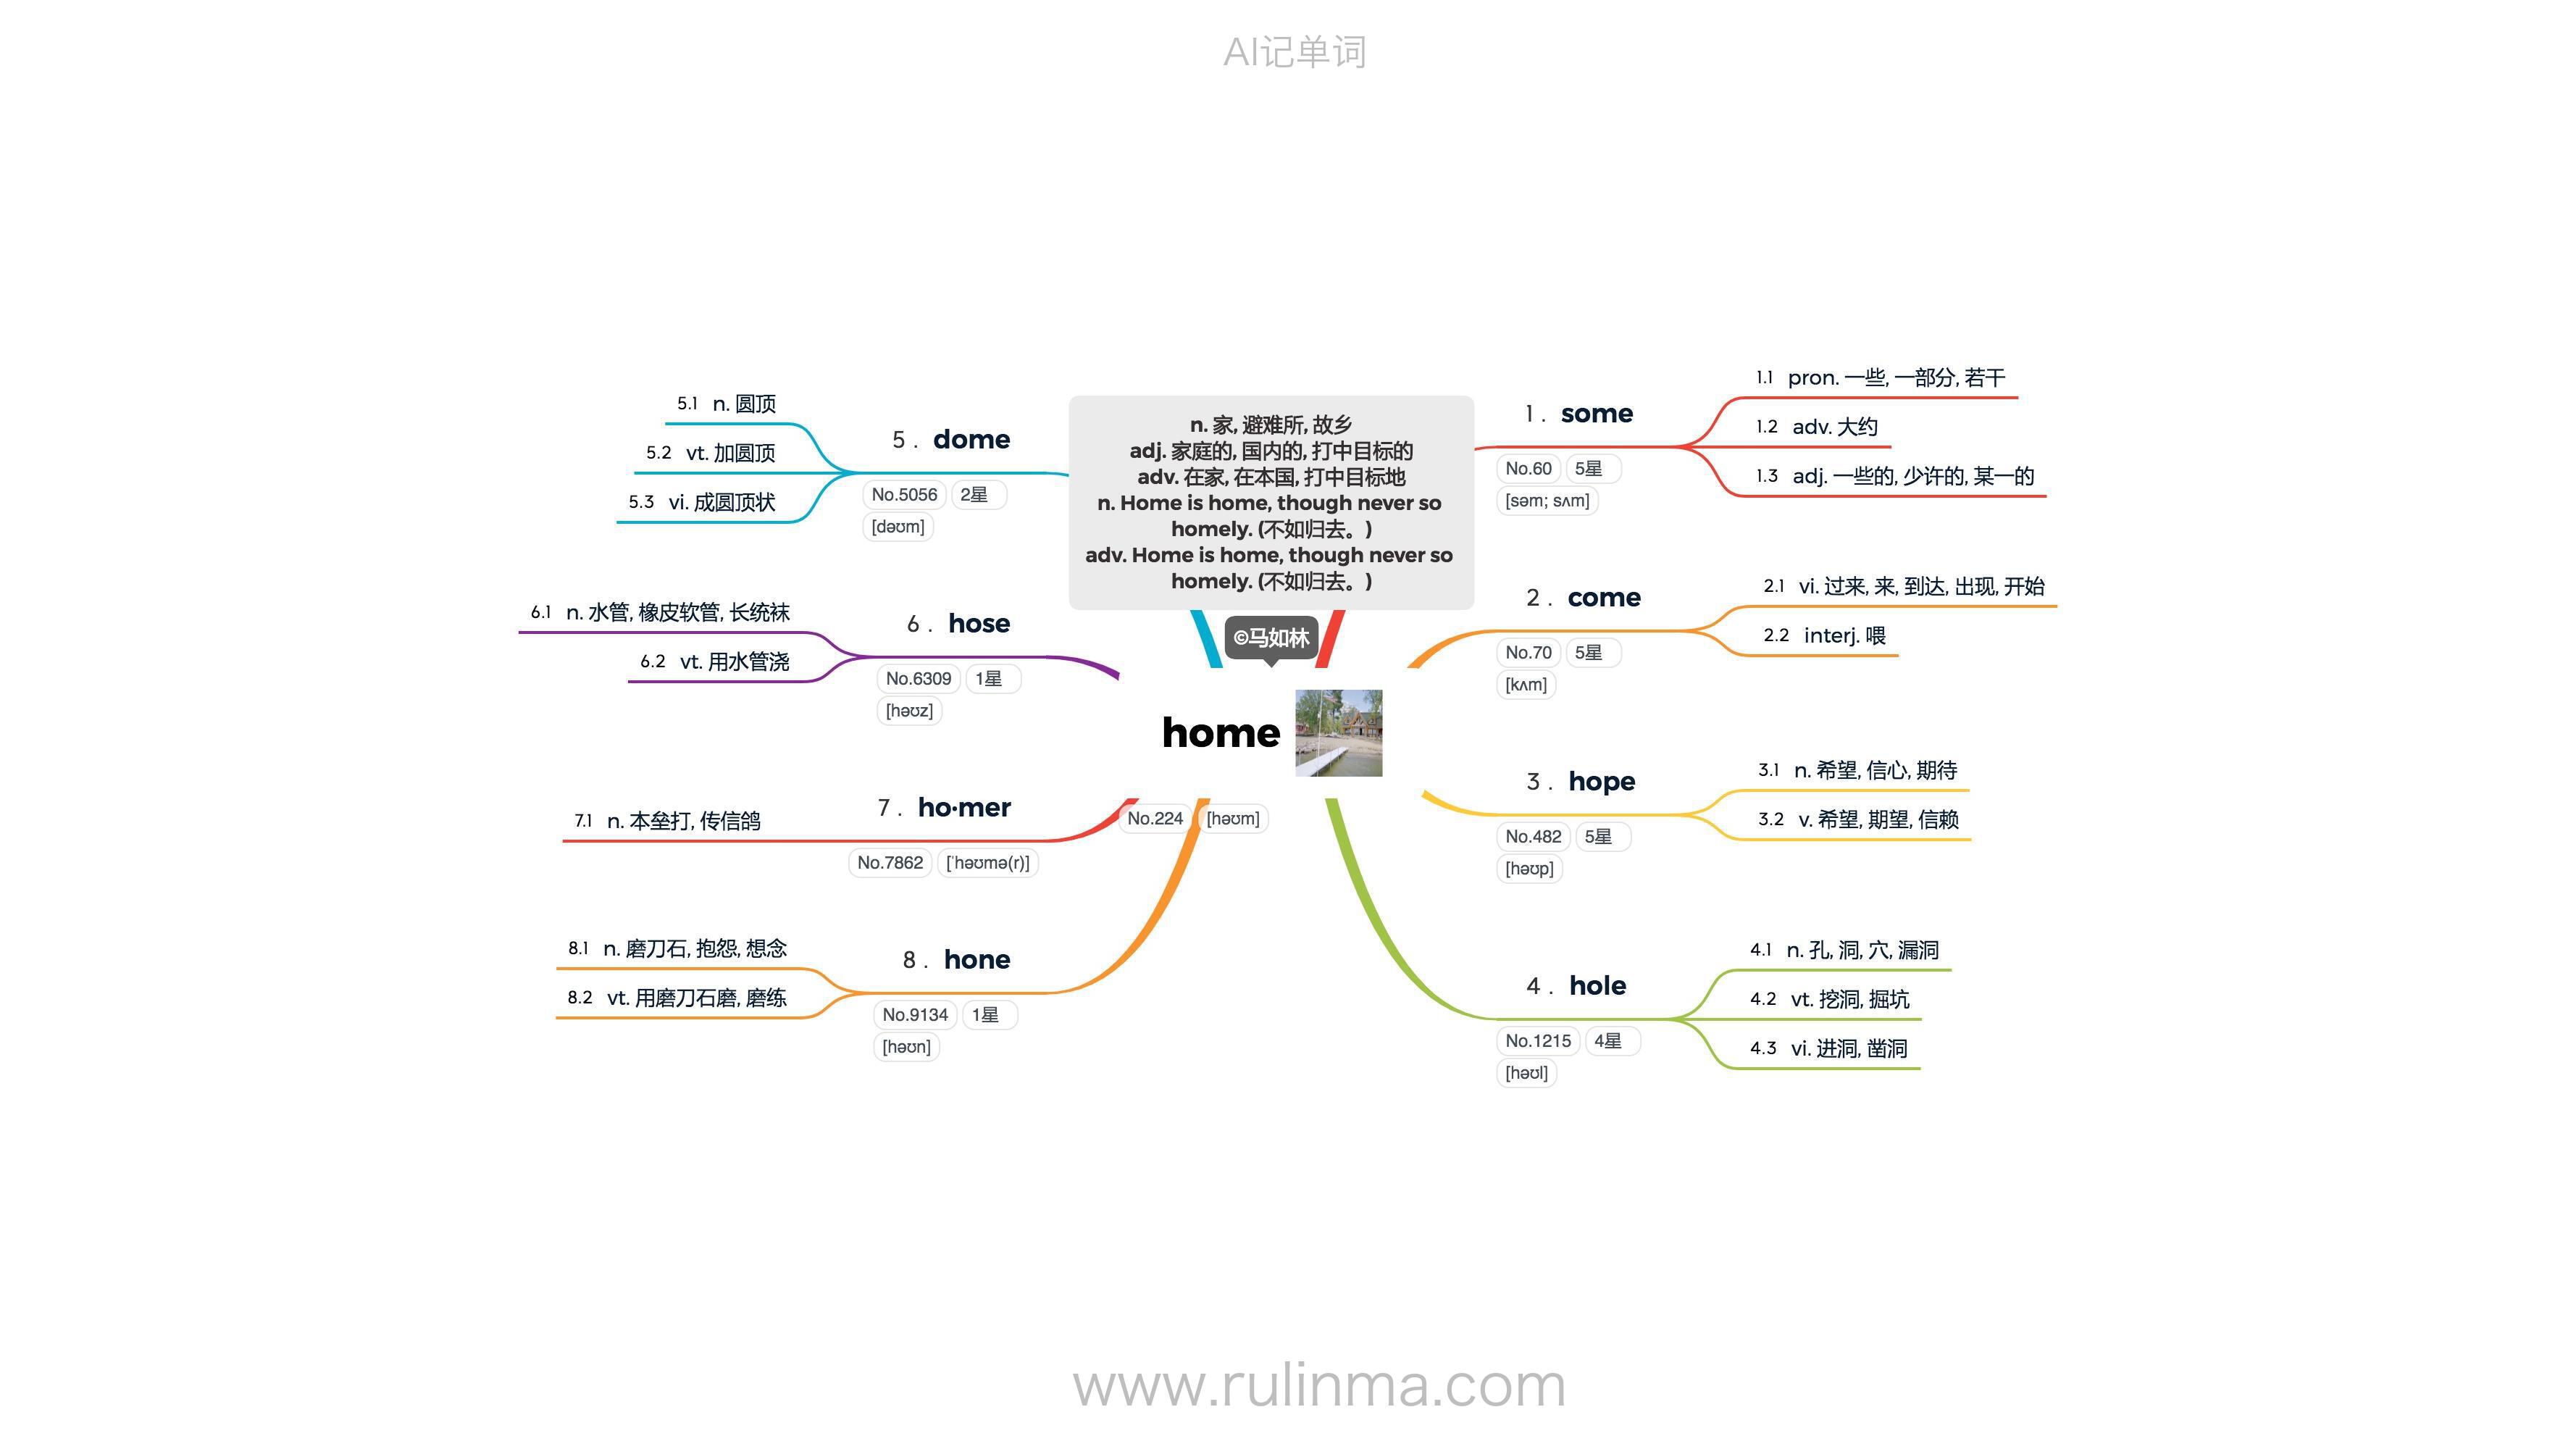 AI记单词
n. 家, 避难所, 故乡
adj. 家庭的, 国内的, 打中目标的
adv. 在家, 在本国, 打中目标地
n. Home is home, though never so
homely. (不如归去。)
adv. Home is home, though never so
homely. (不如归去。)
©马如林
home
No.224 [həʊm]
1 . some
No.60 5星
[səm; sʌm]
1.1 pron. 一些, 一部分, 若干
1.2 adv. 大约
1.3 adj. 一些的, 少许的, 某一的
2 . come
No.70 5星
[kʌm]
2.1 vi. 过来, 来, 到达, 出现, 开始
2.2 interj. 喂
3 . hope
No.482 5星
[həʊp]
3.1 n. 希望, 信心, 期待
3.2 v. 希望, 期望, 信赖
4 . hole
No.1215 4星
[həʊl]
4.1 n. 孔, 洞, 穴, 漏洞
4.2 vt. 挖洞, 掘坑
4.3 vi. 进洞, 凿洞
5 . dome
No.5056 2星
[dəʊm]
5.1 n. 圆顶
5.2 vt. 加圆顶
5.3 vi. 成圆顶状
6 . hose
No.6309 1星
[həʊz]
6.1 n. 水管, 橡皮软管, 长统袜
6.2 vt. 用水管浇
7 . ho·mer
No.7862 [ˈhəʊmə(r)]
7.1 n. 本垒打, 传信鸽
8 . hone
No.9134 1星
[həʊn]
8.1 n. 磨刀石, 抱怨, 想念
8.2 vt. 用磨刀石磨, 磨练
www.rulinma.com